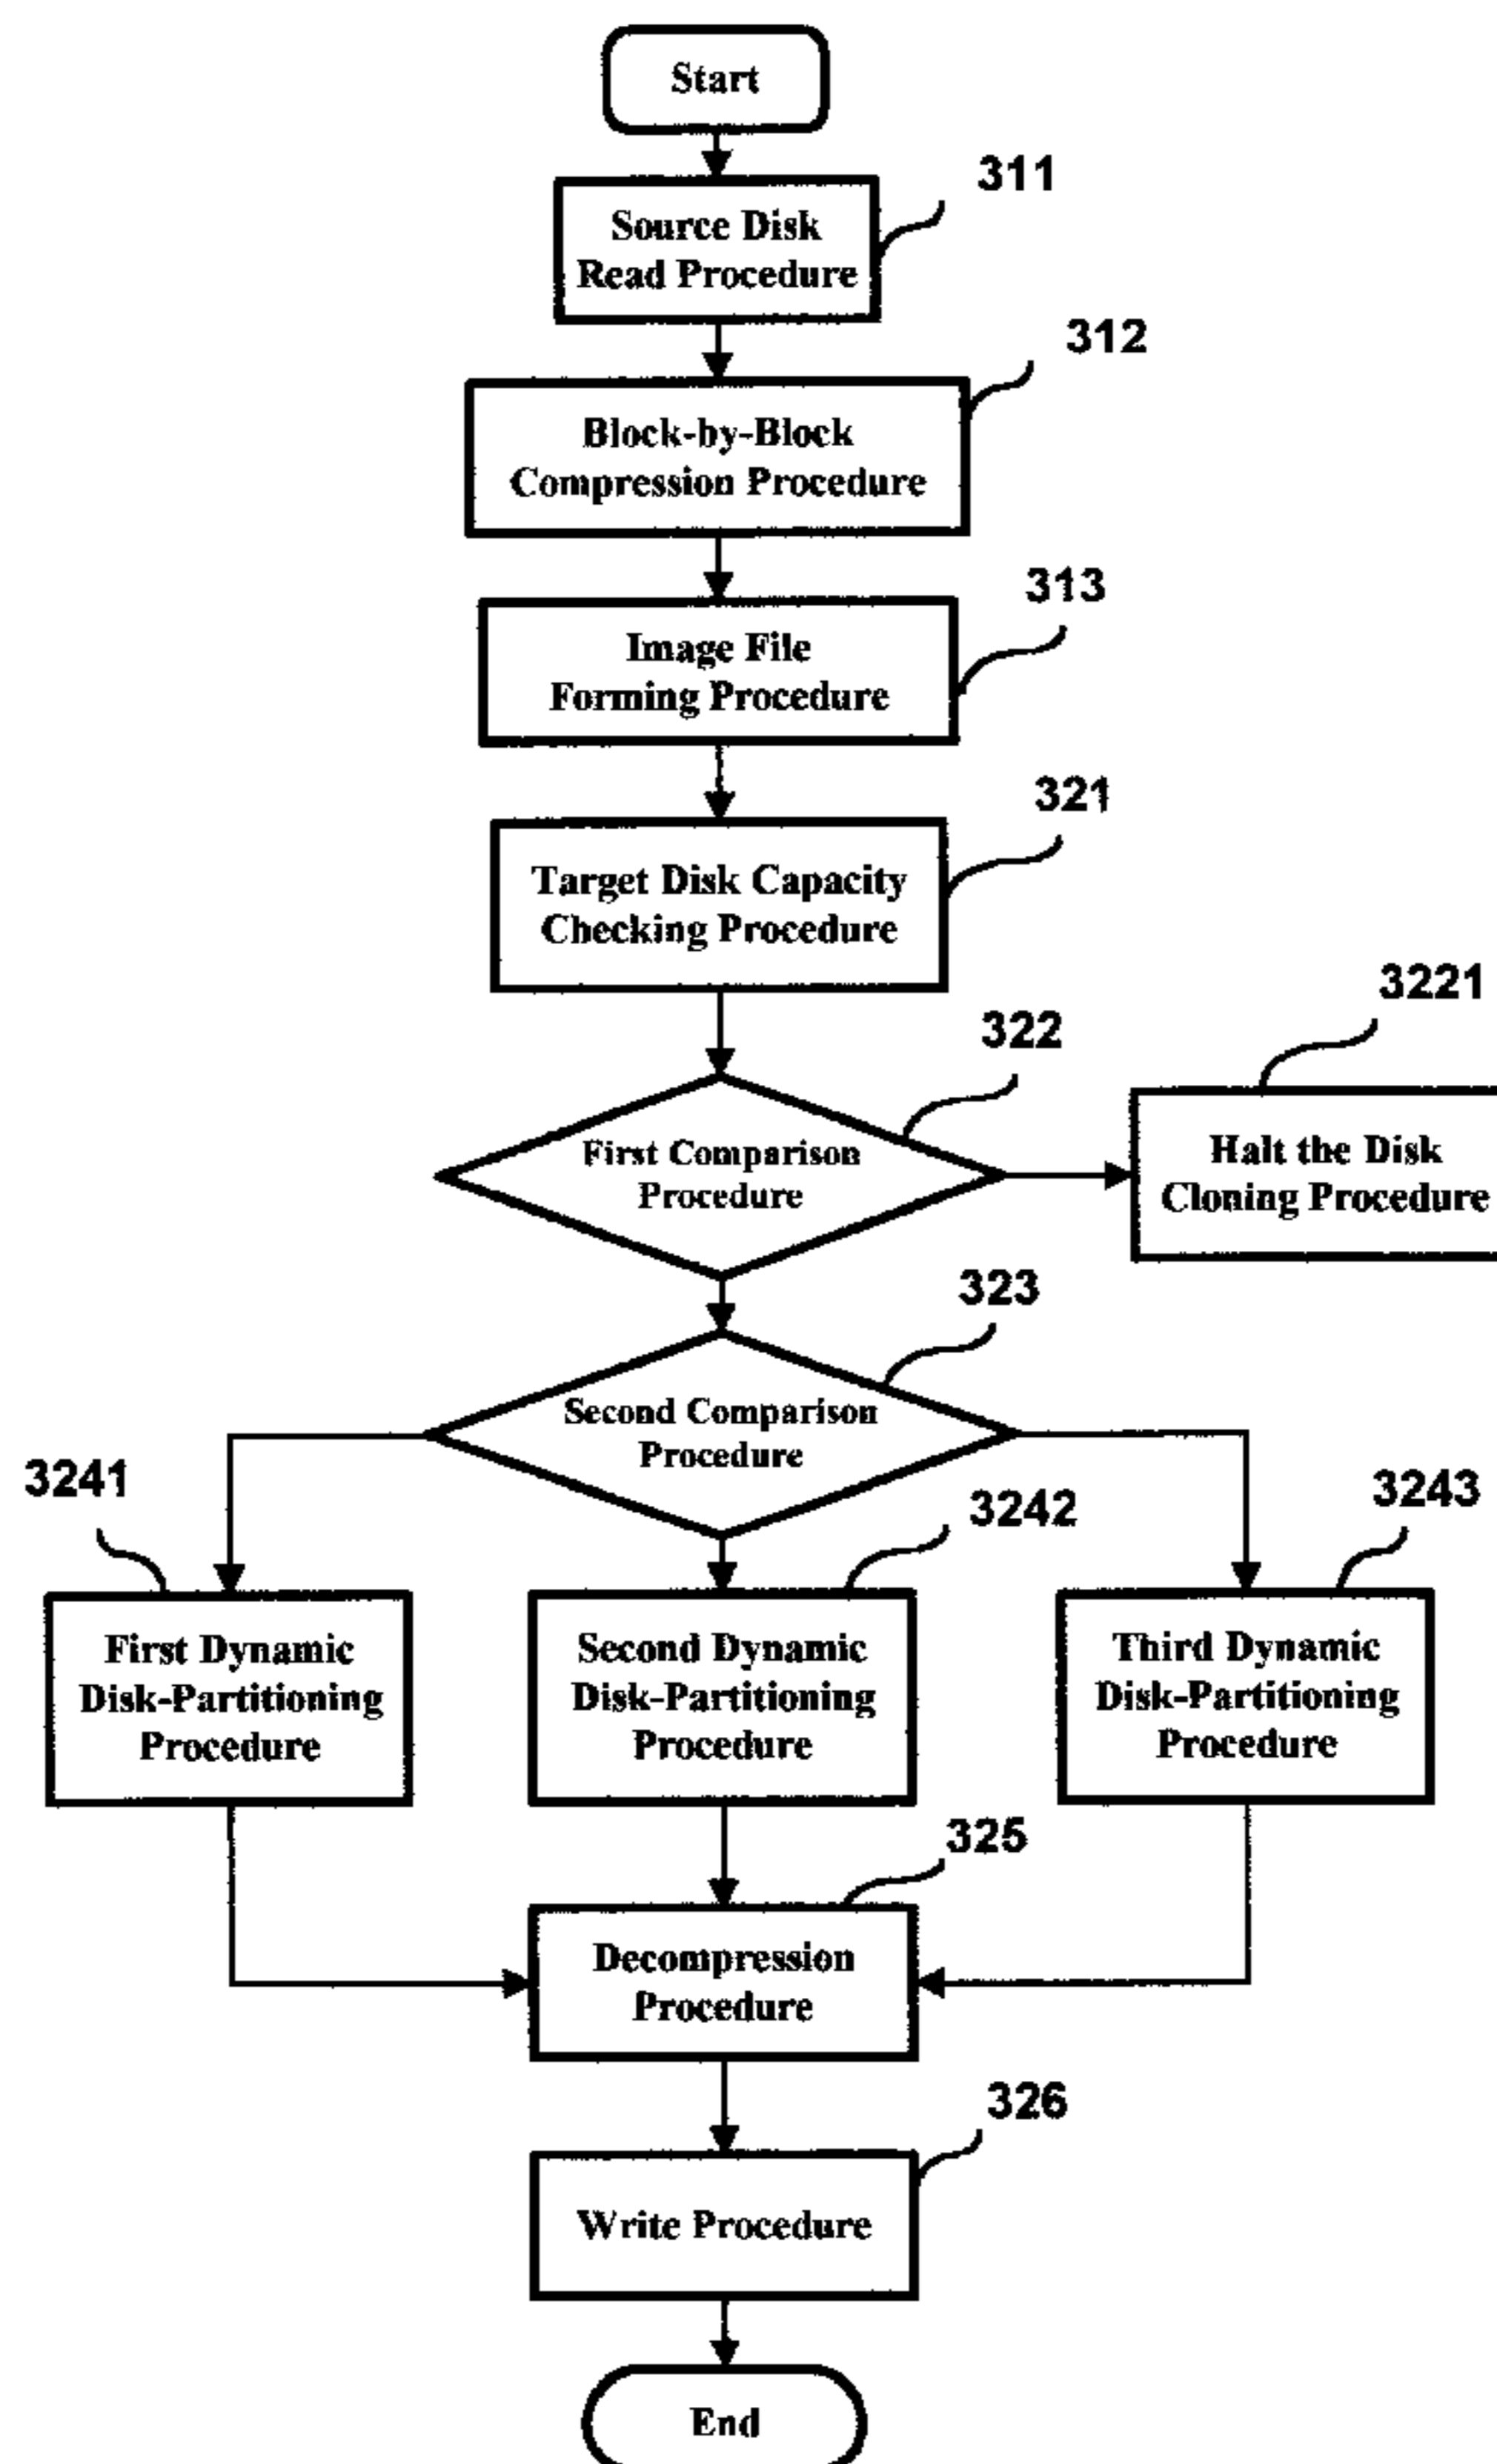 Start
311
Source Disk
Read Procedure
312
Block-by-Block
Compression Procedure
313
Image File
Forming Procedure
321
Target Disk Capacity
Checking Procedure
322
3221
First Comparison
Procedure
Halt the Disk
Cloning Procedure
323
Second Comparison
Procedure
3241
3242
3243
First Dynamic
Disk-Partitioning
Procedure
Second Dynamic
Disk-Partitioning
Procedure
Third Dynamic
Disk-Partitioning
Procedure
325
Decompression
Procedure
326
Write Procedure
End